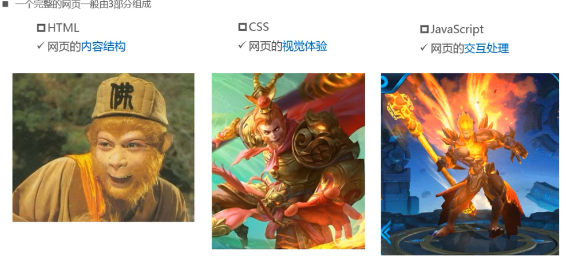 ■ 一个完整的网页一般由3部分组成
HTML
✓ 网页的内容结构
CSS
✓ 网页的视觉体验
JavaScript
✓ 网页的交互处理
佛